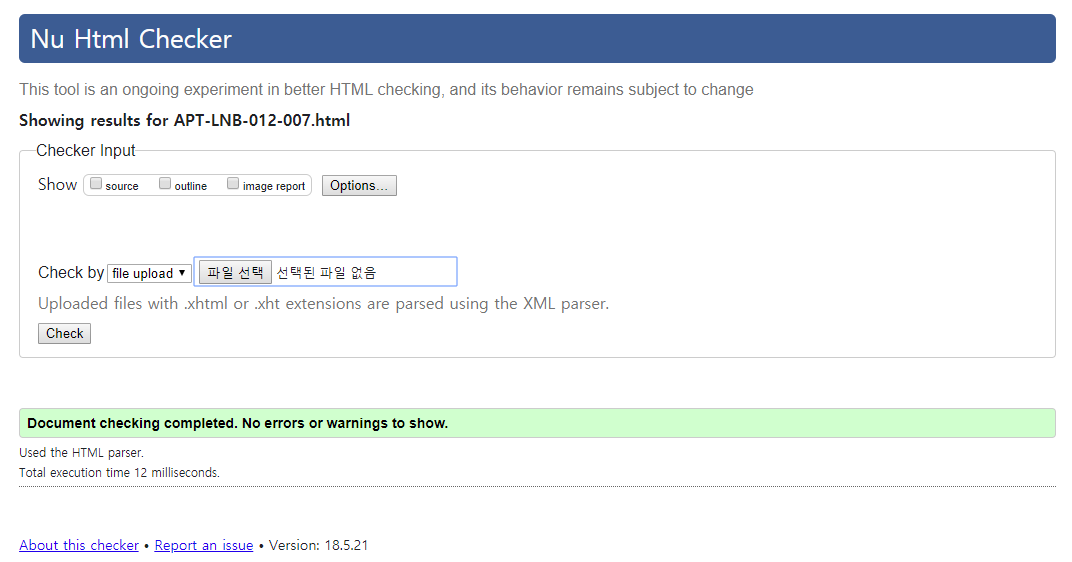 Nu Html Checker
This tool is an ongoing experiment in better HTML checking, and its behavior remains subject to change
Showing results for APT-LNB-012-007.html
Checker Input
Show source outline image report Options...
Check by file upload ▼ 파일 선택 선택된 파일 없음
Uploaded files with .xhtml or .xht extensions are parsed using the XML parser.
Check
Document checking completed. No errors or warnings to show.
Used the HTML parser.
Total execution time 12 milliseconds.
About this checker • Report an issue • Version: 18.5.21